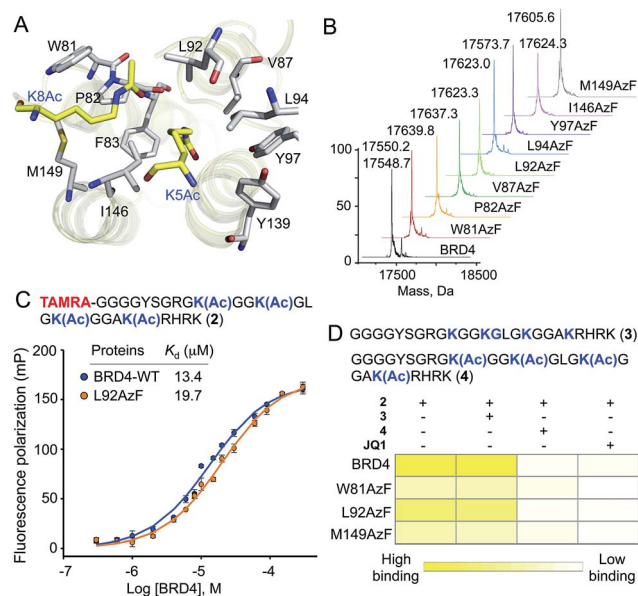 A
W81
L92
V87
K8Ac
P82
L94
F83
Y97
M149
K5Ac
I146
Y139
B
17605.6
17573.7
17624.3
17623.0
17623.3
17637.3
17639.8
17550.2
17548.7
M149AzF
I146AzF
Y97AzF
L94AzF
L92AzF
V87AzF
P82AzF
W81AzF
BRD4
100
50
0
17500 18500
Mass, Da
C
TAMRA-GGGGYSGRGK(Ac)GGK(Ac)GL
GK(Ac)GGAK(Ac)RHRK (2)
Proteins Kd (μM)
BRD4-WT 13.4
L92AzF 19.7
Fluorescence polarization (mP)
200
150
100
50
0
-7 -6 -5 -4 -3
Log [BRD4], M
D
GGGGYSGRGKGGKGLGKGGAKRHRK (3)
GGGGYSGRGK(Ac)GGK(Ac)GLGK(Ac)G
GAK(Ac)RHRK (4)
2 + + + +
3 - + - -
4 - - + -
JQ1 - - - +
BRD4
W81AzF
L92AzF
M149AzF
High binding
Low binding